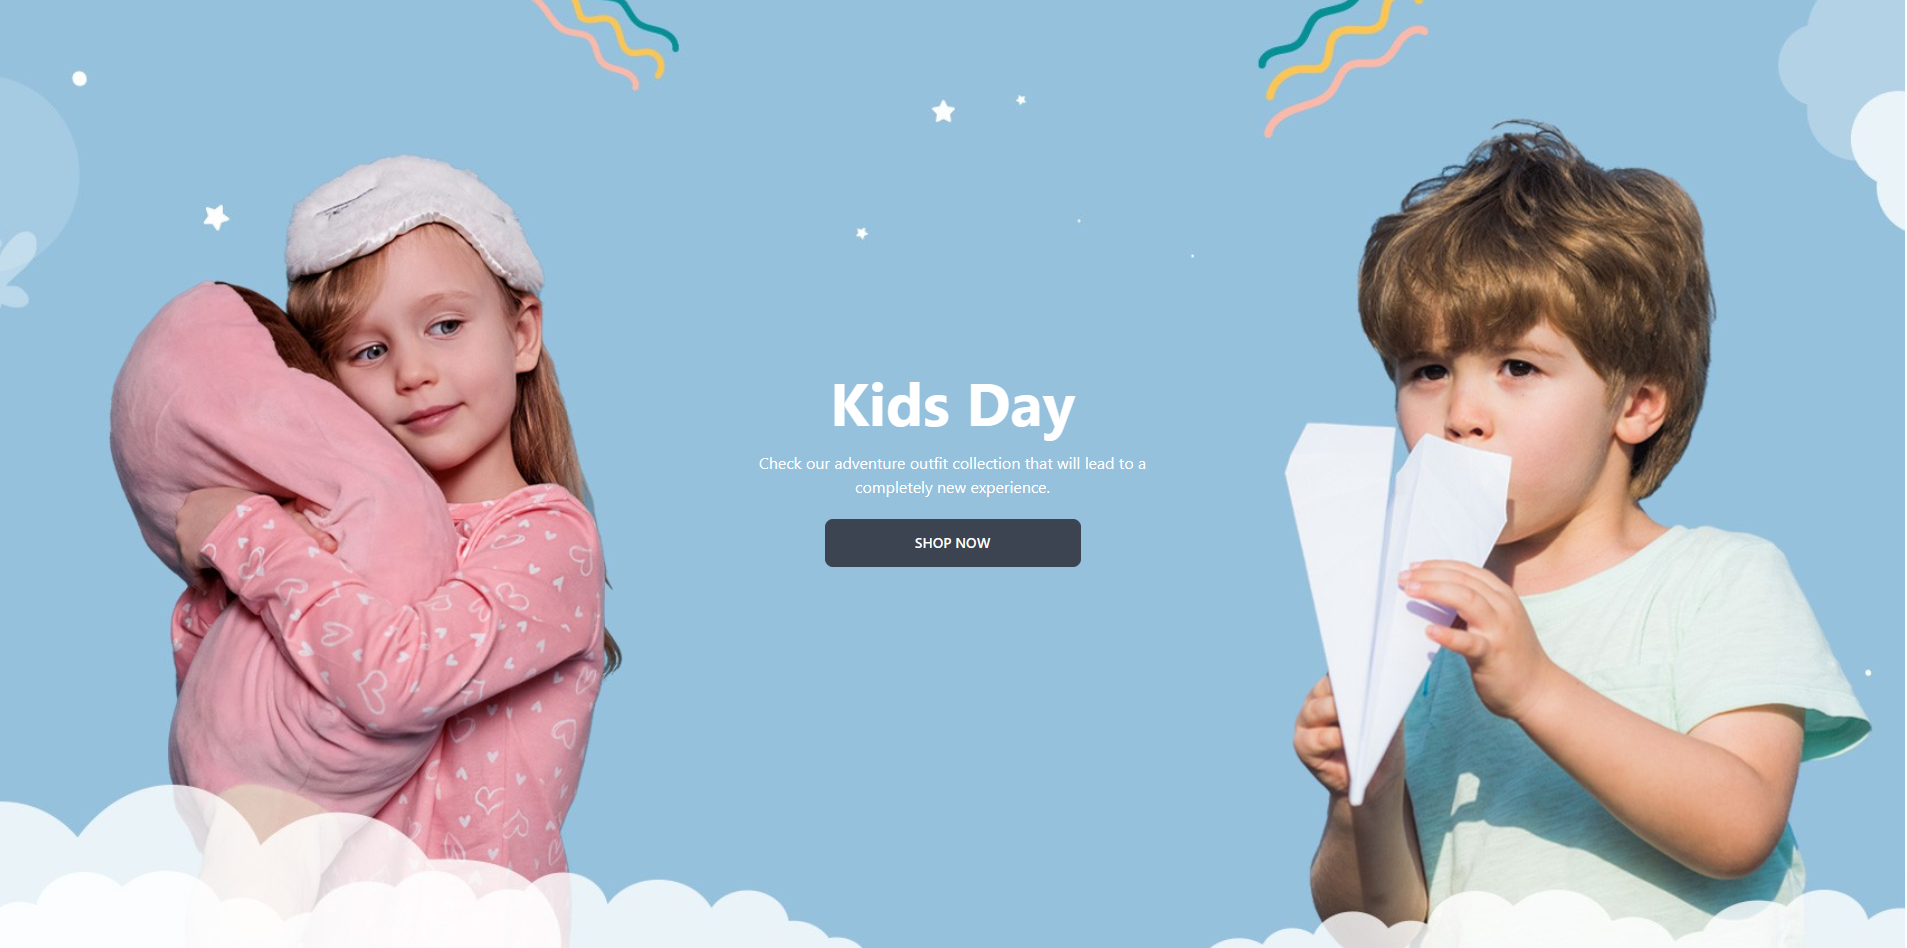 Kids Day
Check our adventure outfit collection that will lead to a
completely new experience.
SHOP NOW